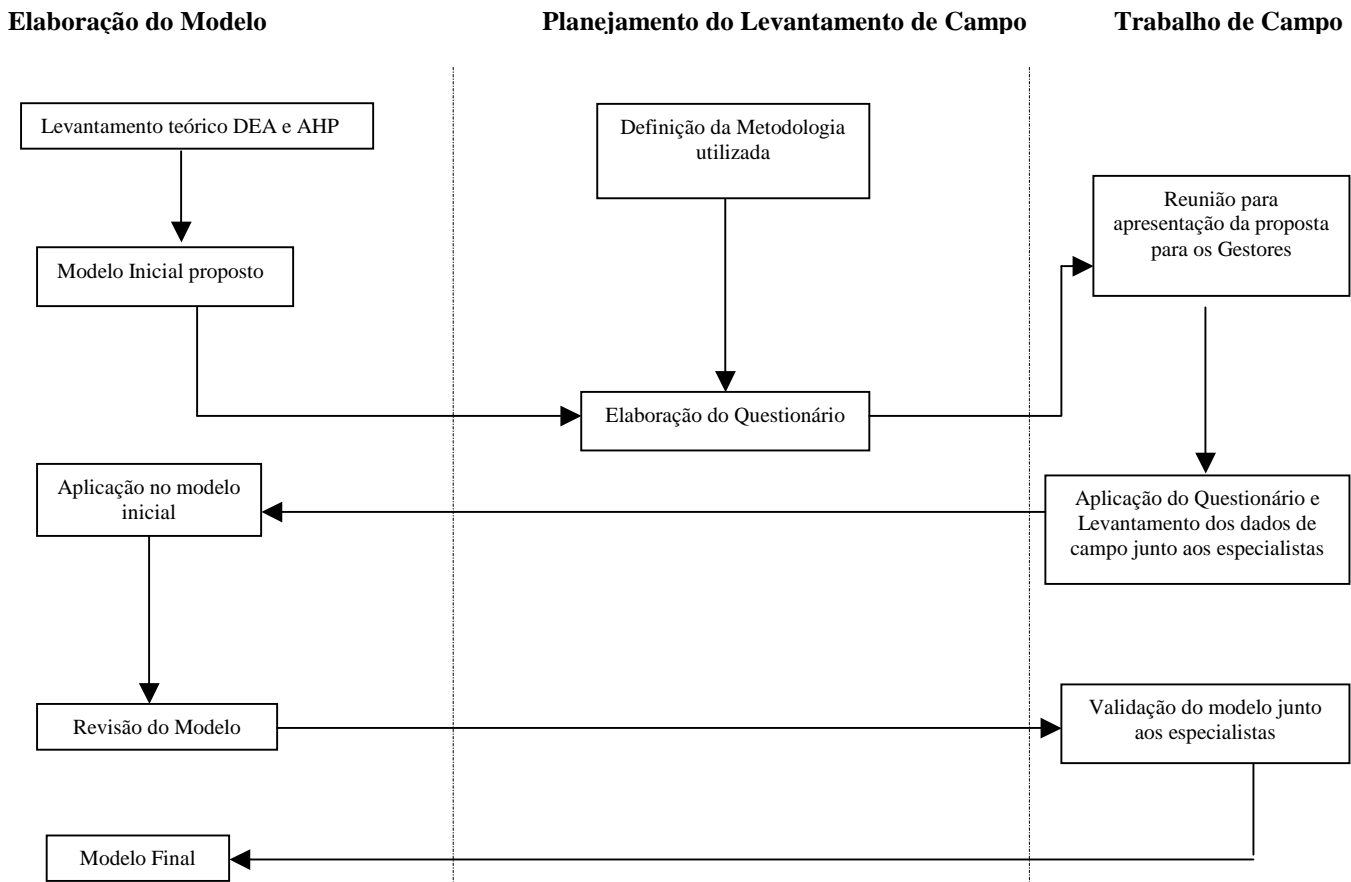 Elaboração do Modelo
Planejamento do Levantamento de Campo
Trabalho de Campo
Levantamento teórico DEA e AHP
Definição da Metodologia
utilizada
Reunião para
apresentação da proposta
para os Gestores
Modelo Inicial proposto
Elaboração do Questionário
Aplicação no modelo
inicial
Aplicação do Questionário e
Levantamento dos dados de
campo junto aos especialistas
Revisão do Modelo
Validação do modelo junto
aos especialistas
Modelo Final